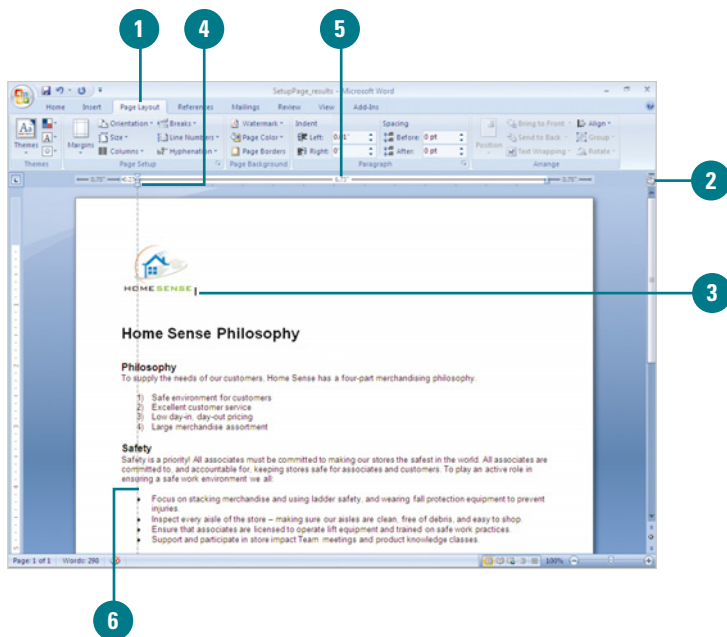 1 4 5
SetupPage_results - Microsoft Word
Home Insert Page Layout References Mailings Review View Add-Ins
Orientation Breaks Watermark Indent Spacing Bring to Front Align
Themes Margins Size Line Numbers Page Color Left: 0.01" Before: 0 pt Position Send to Back Group
Columns Hyphenation Page Borders Right: 0" After: 0 pt Text Wrapping Rotate
Themes Page Setup Page Background Paragraph Arrange
0.75" 6.72" 0.75"
2
HOMESENSE
3
Home Sense Philosophy
Philosophy
To supply the needs of our customers, Home Sense has a four-part merchandising philosophy.
1) Safe environment for customers
2) Excellent customer service
3) Low day-in, day-out pricing
4) Large merchandise assortment
Safety
Safety is a priority! All associates must be committed to making our stores the safest in the world. All associates are
committed to, and accountable for, keeping stores safe for associates and customers. To play an active role in
ensuring a safe work environment we all:
• Focus on stacking merchandise and using ladder safety, and wearing fall protection equipment to prevent
injuries.
• Inspect every aisle of the store – making sure our aisles are clean, free of debris, and easy to shop.
• Ensure that associates are licensed to operate lift equipment and trained on safe work practices.
• Support and participate in store impact Team meetings and product knowledge classes.
Page: 1 of 1 Words: 298 100%
6